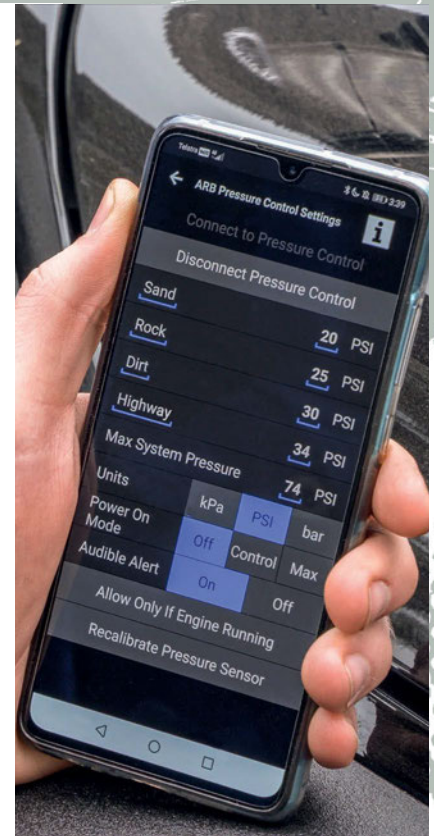 Telstra
3:39
ARB Pressure Control Settings
i
Connect to Pressure Control
Disconnect Pressure Control
Sand 20 PSI
Rock 25 PSI
Dirt 30 PSI
Highway 34 PSI
Max System Pressure 74 PSI
Units kPa PSI bar
Power On Mode Off Control Max
Audible Alert On Off
Allow Only If Engine Running
Recalibrate Pressure Sensor